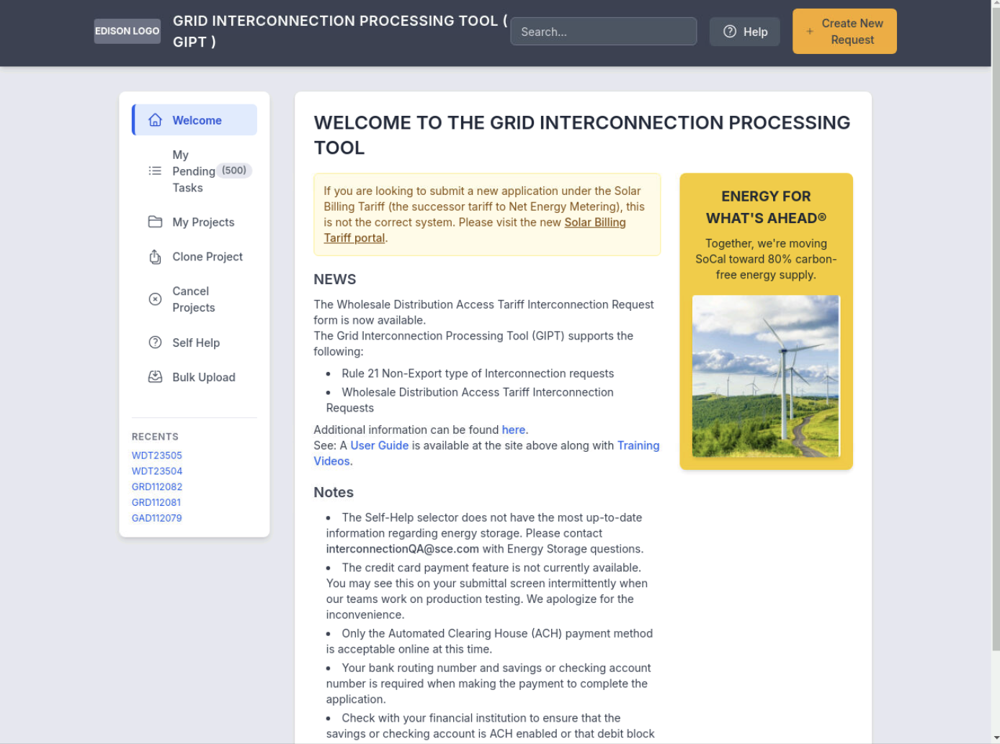 EDISON LOGO
GRID INTERCONNECTION PROCESSING TOOL (
GIPT )
Search...
Help
Create New
Request
Welcome
My
Pending
Tasks
(500)
My Projects
Clone Project
Cancel
Projects
Self Help
Bulk Upload
RECENTS
WDT23505
WDT23504
GRD112082
GRD112081
GAD112079
WELCOME TO THE GRID INTERCONNECTION PROCESSING
TOOL
If you are looking to submit a new application under the Solar
Billing Tariff (the successor tariff to Net Energy Metering), this
is not the correct system. Please visit the new Solar Billing
Tariff portal.
NEWS
The Wholesale Distribution Access Tariff Interconnection Request
form is now available.
The Grid Interconnection Processing Tool (GIPT) supports the
following:
• Rule 21 Non-Export type of Interconnection requests
• Wholesale Distribution Access Tariff Interconnection
Requests
Additional information can be found here.
See: A User Guide is available at the site above along with Training
Videos.
Notes
• The Self-Help selector does not have the most up-to-date
information regarding energy storage. Please contact
interconnectionQA@sce.com with Energy Storage questions.
• The credit card payment feature is not currently available.
You may see this on your submittal screen intermittently when
our teams work on production testing. We apologize for the
inconvenience.
• Only the Automated Clearing House (ACH) payment method
is acceptable online at this time.
• Your bank routing number and savings or checking account
number is required when making the payment to complete the
application.
• Check with your financial institution to ensure that the
savings or checking account is ACH enabled or that debit block
ENERGY FOR
WHAT'S AHEAD®
Together, we're moving
SoCal toward 80% carbon-
free energy supply.